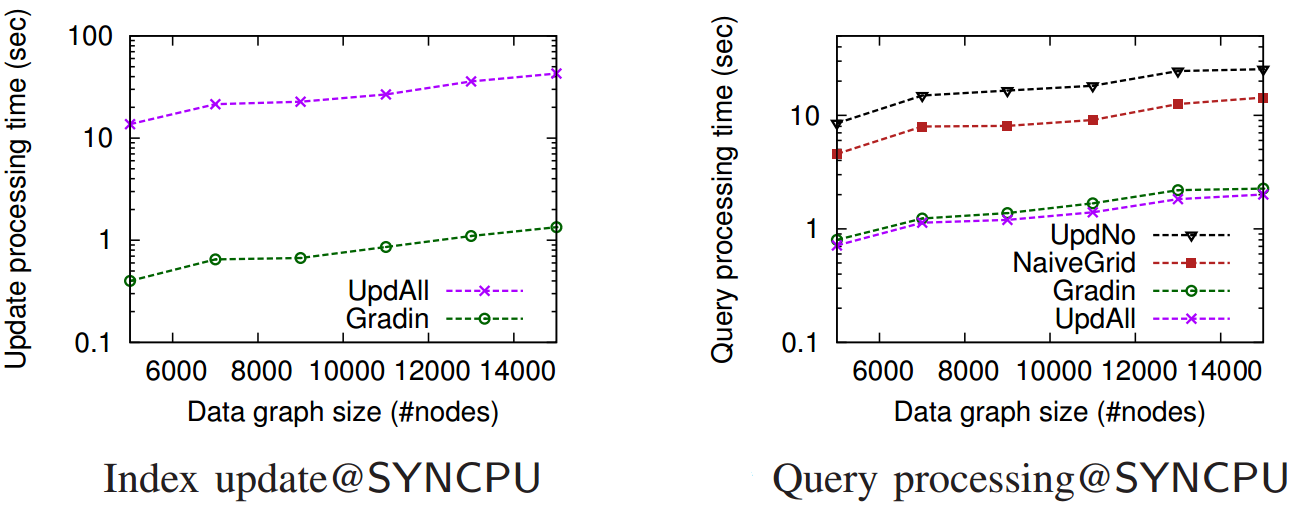 Update processing time (sec)
100
10
1
0.1
UpdAll
Gradin
6000 8000 10000 12000 14000
Data graph size (#nodes)
Index update@SYNCPU
Query processing time (sec)
10
1
0.1
UpdNo
NaiveGrid
Gradin
UpdAll
6000 8000 10000 12000 14000
Data graph size (#nodes)
Query processing@SYNCPU